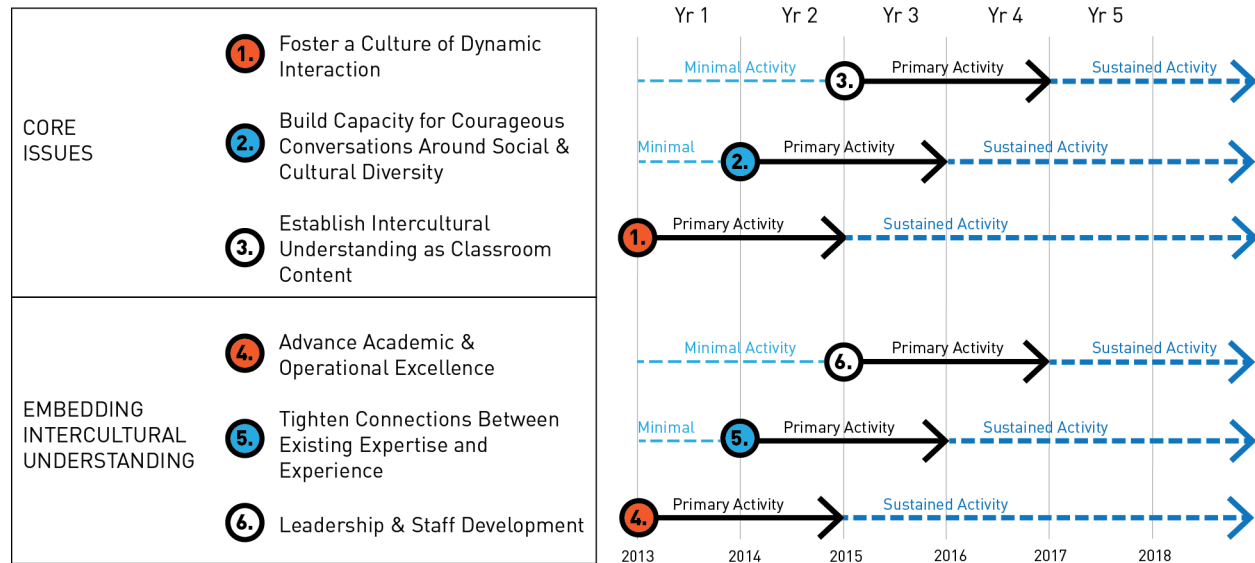 Yr 1 Yr 2 Yr 3 Yr 4 Yr 5
CORE
ISSUES
1. Foster a Culture of Dynamic
Interaction
2. Build Capacity for Courageous
Conversations Around Social &
Cultural Diversity
3. Establish Intercultural
Understanding as Classroom
Content
EMBEDDING
INTERCULTURAL
UNDERSTANDING
4. Advance Academic &
Operational Excellence
5. Tighten Connections Between
Existing Expertise and
Experience
6. Leadership & Staff Development
Minimal Activity 3. Primary Activity Sustained Activity
Minimal 2. Primary Activity Sustained Activity
1. Primary Activity Sustained Activity
Minimal Activity 6. Primary Activity Sustained Activity
Minimal 5. Primary Activity Sustained Activity
4. Primary Activity Sustained Activity
2013 2014 2015 2016 2017 2018